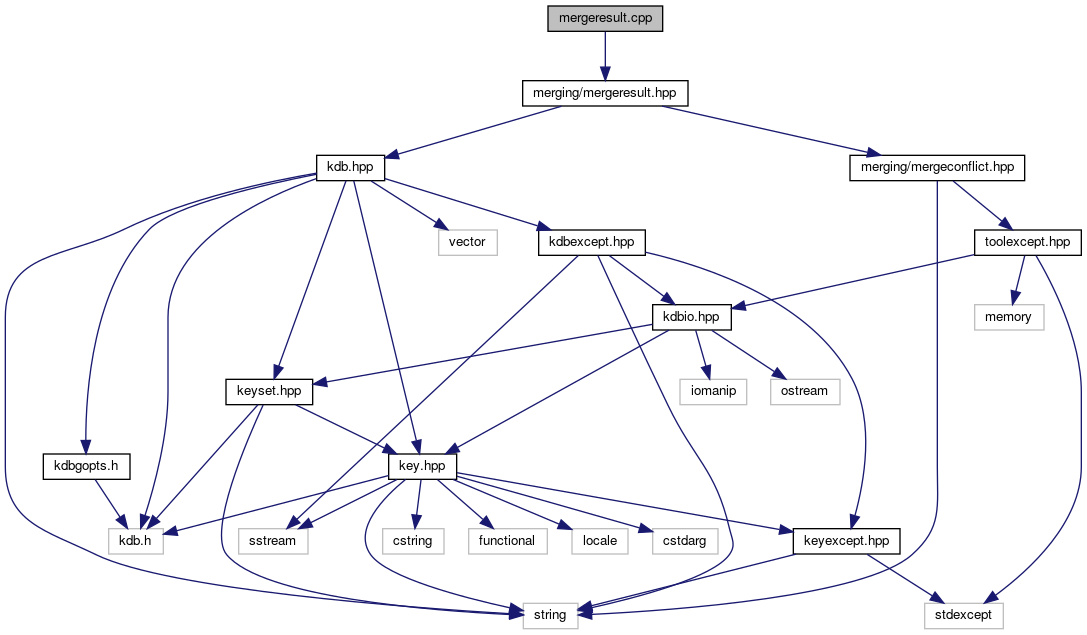 mergeresult.cpp
merging/mergeresult.hpp
kdb.hpp
merging/mergeconflict.hpp
vector
kdbexcept.hpp
toolexcept.hpp
kdbio.hpp
memory
keyset.hpp
iomanip
ostream
kdbgopts.h
key.hpp
kdb.h
sstream
cstring
functional
locale
cstdarg
keyexcept.hpp
string
stdexcept